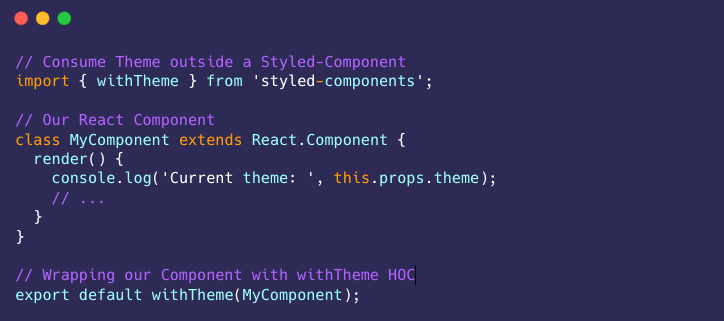 // Consume Theme outside a Styled-Component
import { withTheme } from 'styled-components';

// Our React Component
class MyComponent extends React.Component {
  render() {
    console.log('Current theme: ', this.props.theme);
    // ...
  }
}

// Wrapping our Component with withTheme HOC
export default withTheme(MyComponent);